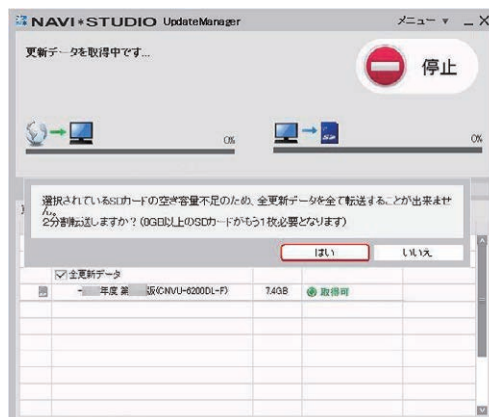 NAVI*STUDIO UpdateManager
メニュー ▼ _ X
更新データを取得中です...
停止
0%
0%
選択されているSDカードの空き容量不足のため、全更新データを全て転送することが出来ませ
ん。
2分割転送しますか？(8GB以上のSDカードがもう1枚必要となります)
はい
いいえ
全更新データ
年度 第 版(CNVU-6200DL-F) 7.4GB 取得可